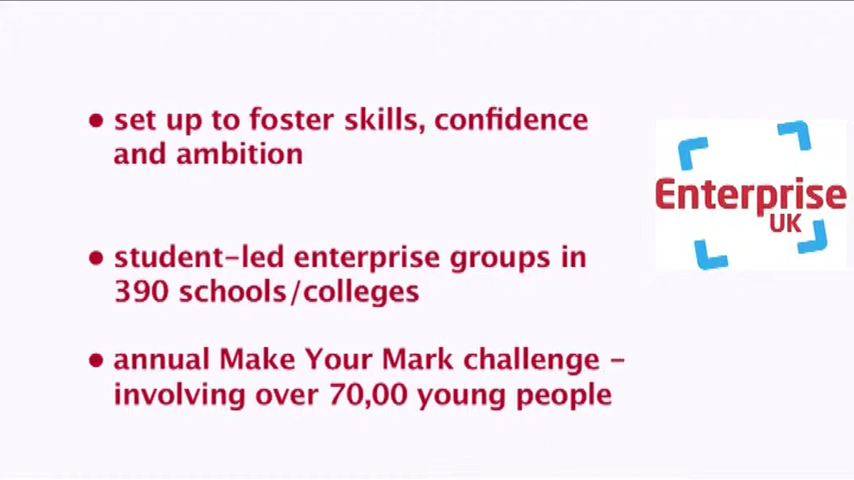 • set up to foster skills, confidence
and ambition
Enterprise
UK
• student-led enterprise groups in
390 schools/colleges
• annual Make Your Mark challenge -
involving over 70,00 young people